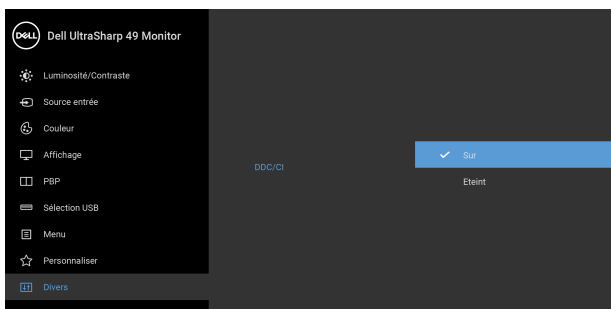 DELL
Dell UltraSharp 49 Monitor
Luminosité/Contraste
Source entrée
Couleur
Affichage
PBP
Sélection USB
Menu
Personnaliser
Divers
DDC/CI
Sur
Eteint